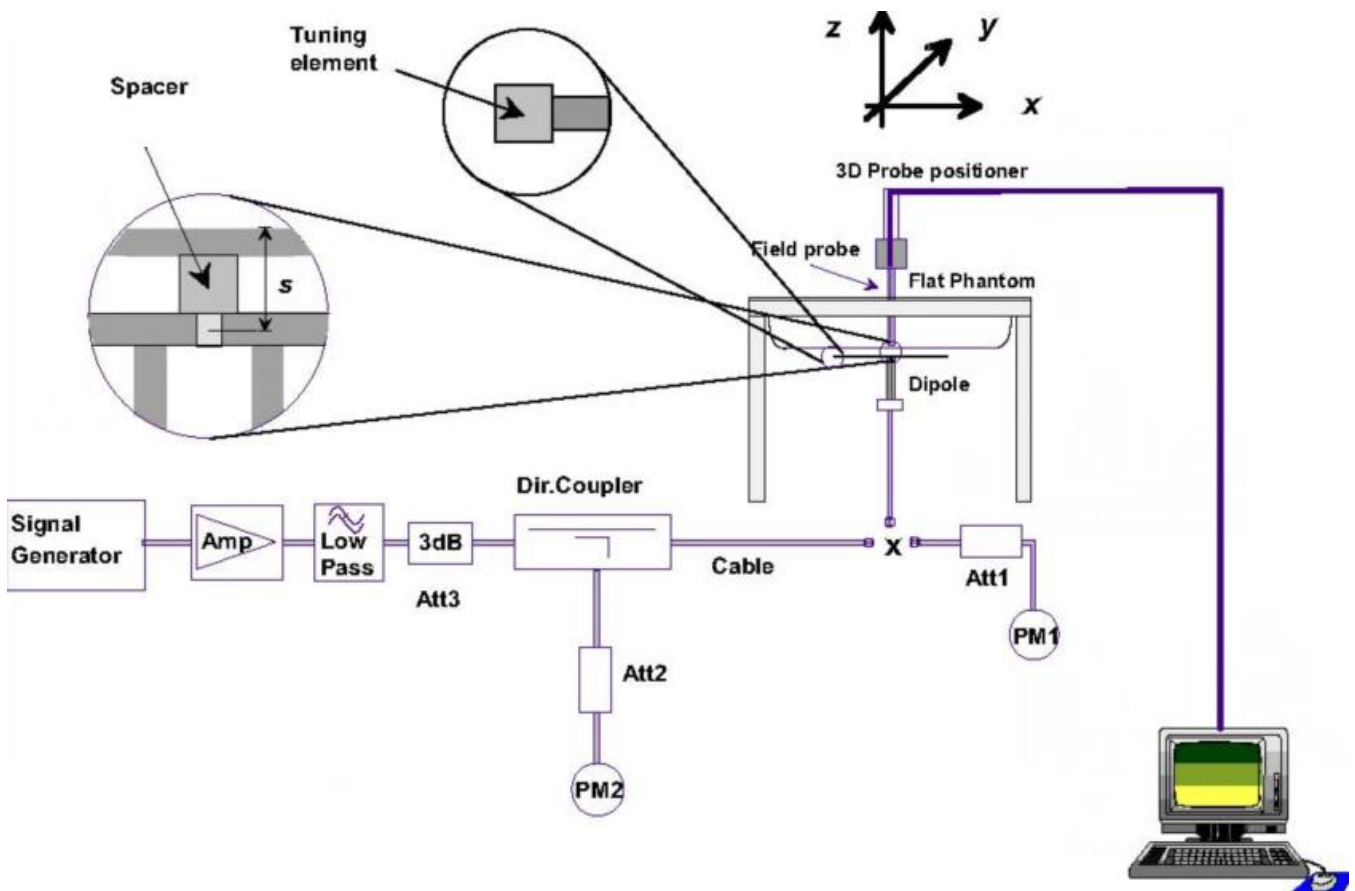 Tuning
element
Spacer
z
y
x
3D Probe positioner
s
Field probe
Flat Phantom
Dipole
Dir.Coupler
Signal
Generator
Amp
Low
Pass
3dB
Att3
Cable
x
Att1
PM1
Att2
PM2